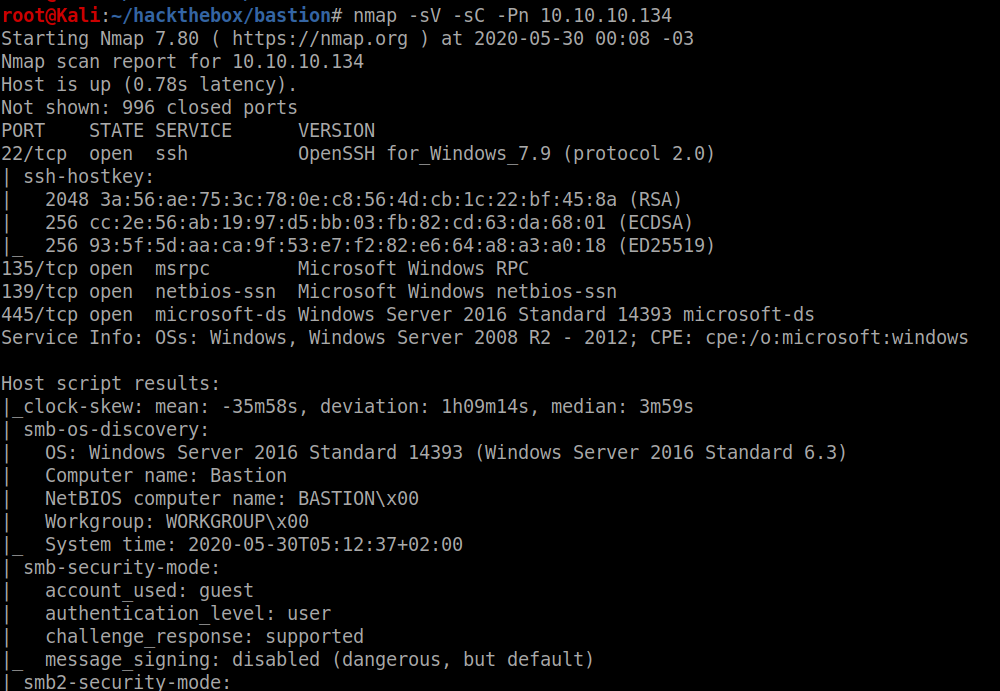 root@Kali:~/hackthebox/bastion# nmap -sV -sC -Pn 10.10.10.134
Starting Nmap 7.80 ( https://nmap.org ) at 2020-05-30 00:08 -03
Nmap scan report for 10.10.10.134
Host is up (0.78s latency).
Not shown: 996 closed ports
PORT    STATE SERVICE      VERSION
22/tcp  open  ssh          OpenSSH for_Windows_7.9 (protocol 2.0)
| ssh-hostkey:
|   2048 3a:56:ae:75:3c:78:0e:c8:56:4d:cb:1c:22:bf:45:8a (RSA)
|   256 cc:2e:56:ab:19:97:d5:bb:03:fb:82:cd:63:da:68:01 (ECDSA)
|_  256 93:5f:5d:aa:ca:9f:53:e7:f2:82:e6:64:a8:a3:a0:18 (ED25519)
135/tcp open  msrpc        Microsoft Windows RPC
139/tcp open  netbios-ssn  Microsoft Windows netbios-ssn
445/tcp open  microsoft-ds Windows Server 2016 Standard 14393 microsoft-ds
Service Info: OSs: Windows, Windows Server 2008 R2 - 2012; CPE: cpe:/o:microsoft:windows

Host script results:
|_clock-skew: mean: -35m58s, deviation: 1h09m14s, median: 3m59s
| smb-os-discovery:
|   OS: Windows Server 2016 Standard 14393 (Windows Server 2016 Standard 6.3)
|   Computer name: Bastion
|   NetBIOS computer name: BASTION\x00
|   Workgroup: WORKGROUP\x00
|_  System time: 2020-05-30T05:12:37+02:00
| smb-security-mode:
|   account_used: guest
|   authentication_level: user
|   challenge_response: supported
|_  message_signing: disabled (dangerous, but default)
| smb2-security-mode: